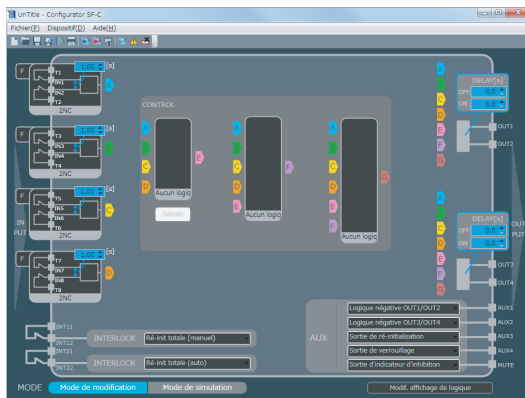 UnTitle - Configurator SF-C
Fichier(F) Dispositif(D) Aide(H)
F T1 1,00 [s]
IN1
IN2 A
T2
2NC
F T3 1,00 [s]
IN3
IN4 B
T4
2NC
F T5 1,00 [s]
IN5
IN6 C
T6
2NC
F T7 1,00 [s]
IN7
IN8 D
T8
2NC
IN
PUT
CONTROL
A B C D
Aucun logiq
Détails
E
A B C D E
Aucun logiq
F
A B C D E F
Aucun logiq
G
A B C D E F G
DELAY[s]
OFF 0,0
ON 0,0
OUT1
OUT2
A B C D E F G
DELAY[s]
OFF 0,0
ON 0,0
OUT3
OUT4
OUT
PUT
INT11
INT12
INTERLOCK Ré-init totale (manuel)
INT21
INT22
INTERLOCK Ré-init totale (auto)
AUX
Logique négative OUT1/OUT2 AUX1
Logique négative OUT3/OUT4 AUX2
Sortie de ré-initialisation AUX3
Sortie de verrouillage AUX4
Sortie d'indicateur d'inhibition MUTE
MODE Mode de modification Mode de simulation Modif. affichage de logique